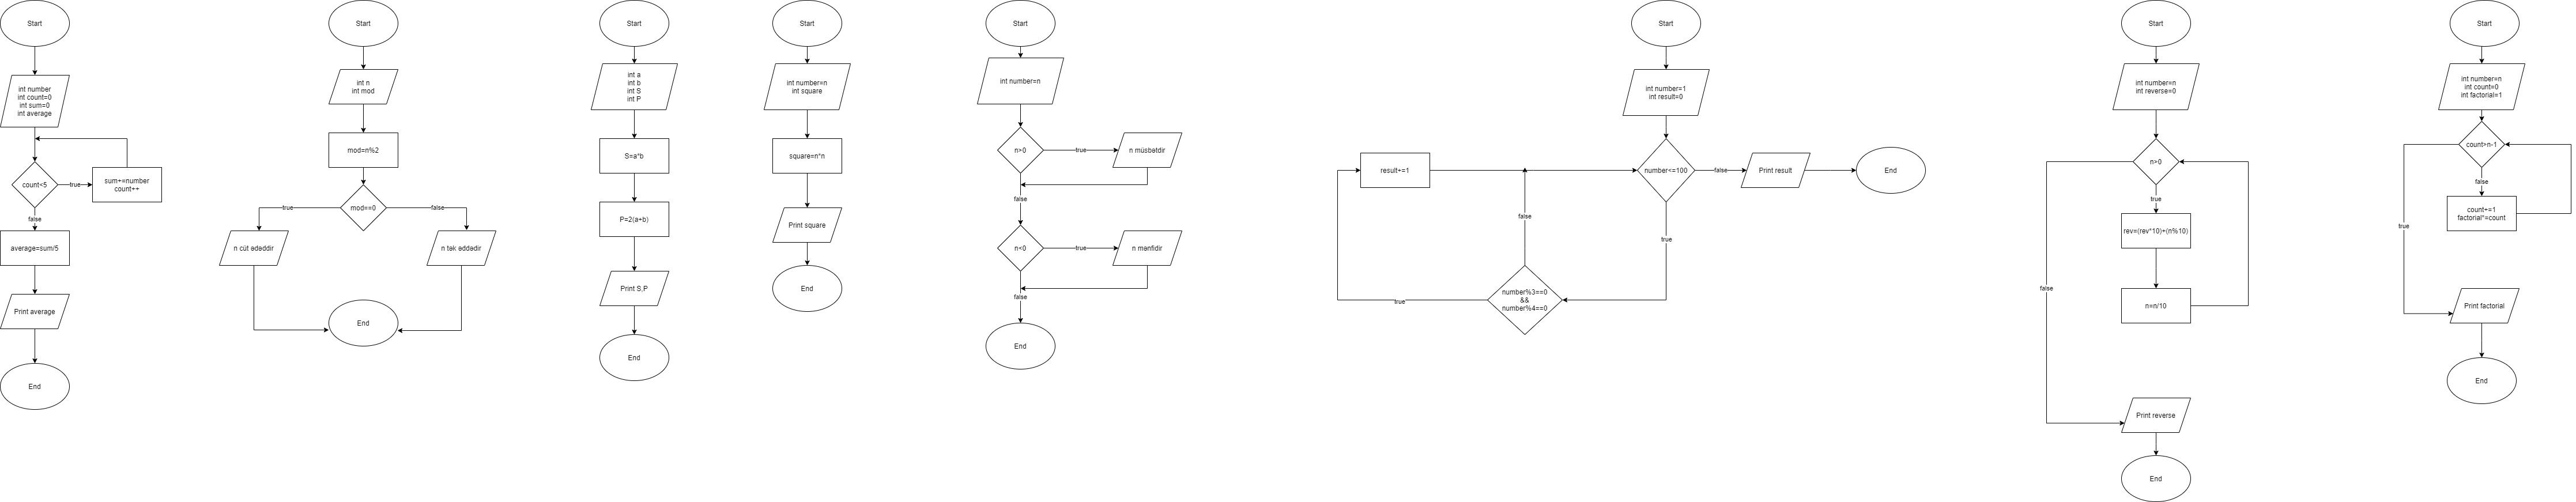 Start
int number
int count=0
int sum=0
int average
count<5
true
sum+=number
count++
false
average=sum/5
Print average
End
Start
int n
int mod
mod=n%2
mod==0
true
false
n cüt ədəddir
n tək əddədir
End
Start
int a
int b
int S
int P
S=a*b
P=2(a+b)
Print S,P
End
Start
int number=n
int square
square=n*n
Print square
End
Start
int number=n
n>0
true
n müsbətdir
false
n<0
true
n mənfidir
false
End
Start
int number=1
int result=0
number<=100
false
Print result
End
true
number%3==0
&&
number%4==0
false
true
result+=1
Start
int number=n
int reverse=0
n>0
true
rev=(rev*10)+(n%10)
n=n/10
false
Print reverse
End
Start
int number=n
int count=0
int factorial=1
count>n-1
false
count+=1
factorial*=count
true
Print factorial
End